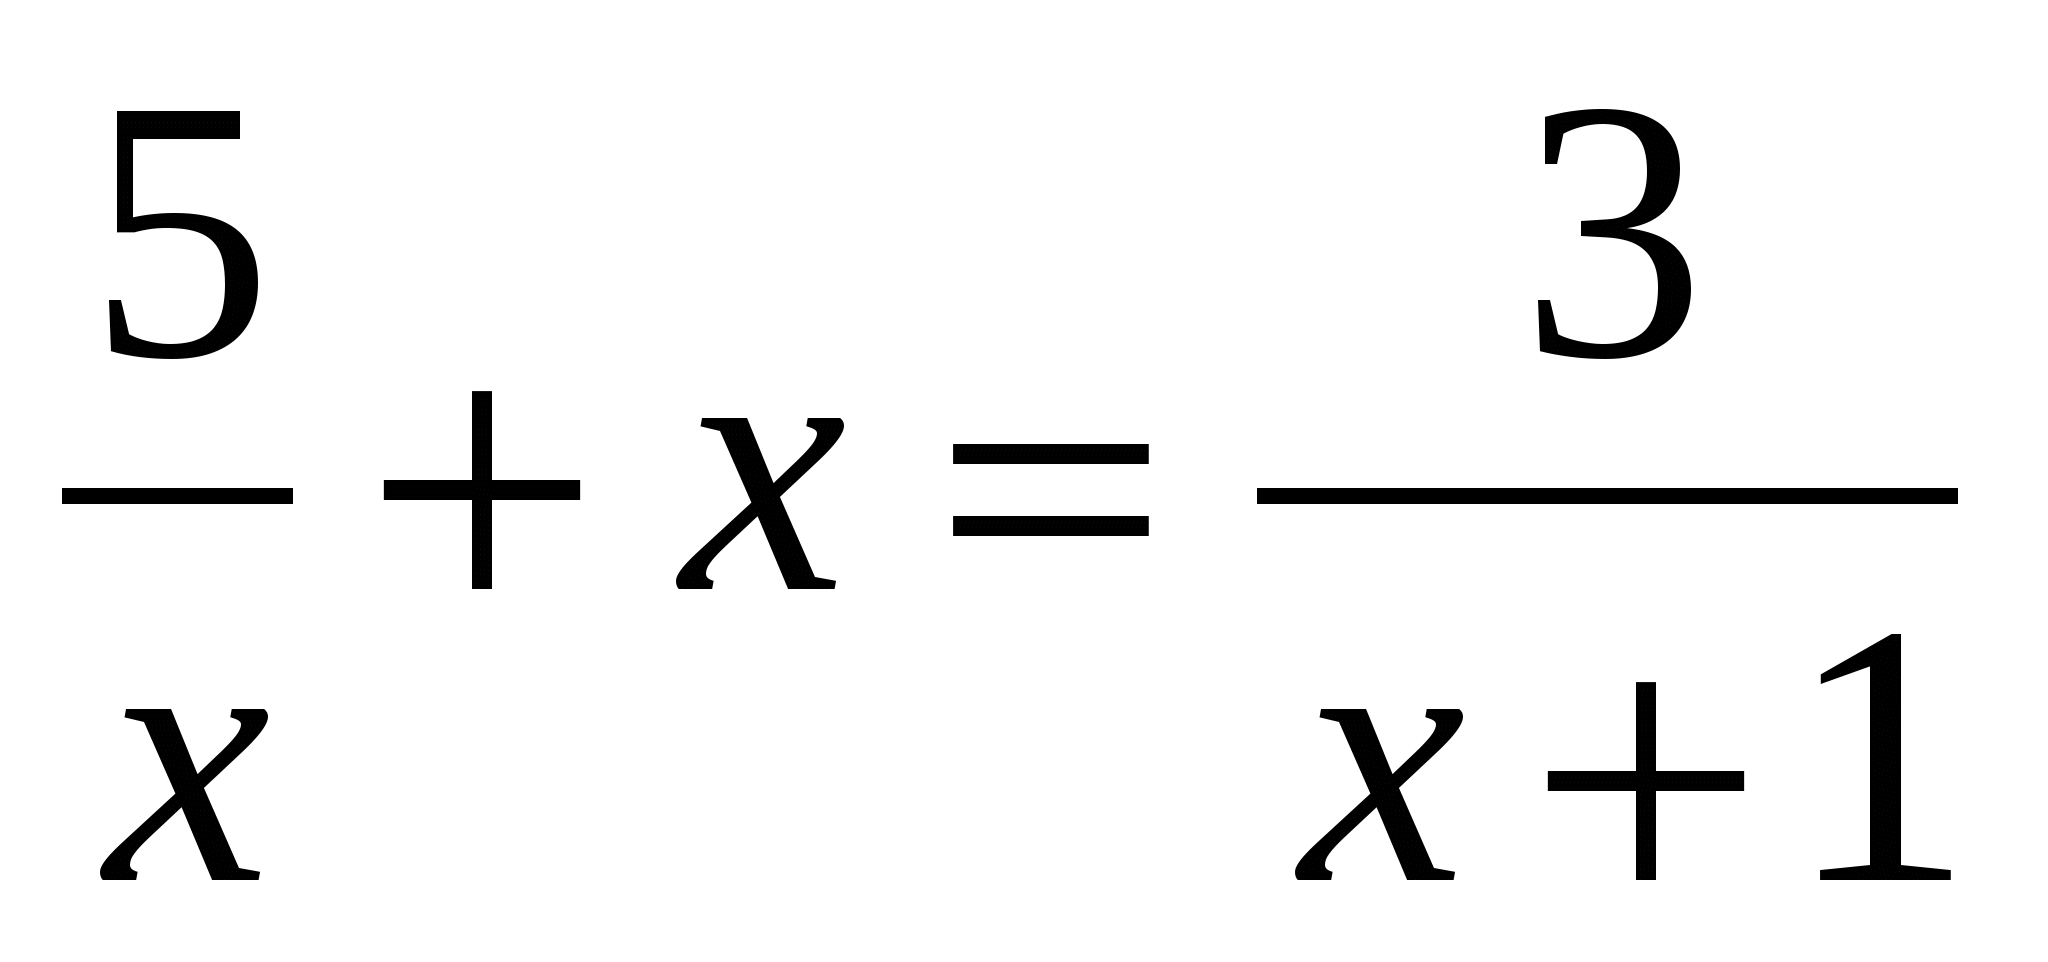 5/x + x = 3/(x+1)